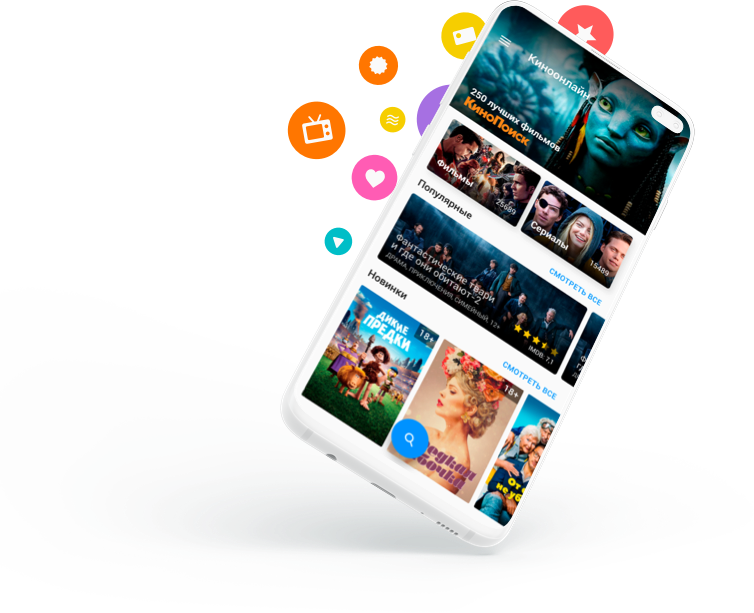 Киноонлайн
250 лучших фильмов
КиноПоиск
Фильмы
25689
Сериалы
15489
Популярные
СМОТРЕТЬ ВСЕ
Фантастические твари
и где они обитают-2
ДРАМА, ПРИКЛЮЧЕНИЯ, СЕМЕЙНЫЙ, 12+
IMDB: 7.1
Новинки
СМОТРЕТЬ ВСЕ
ДИКИЕ
ПРЕДКИ
18+
18+